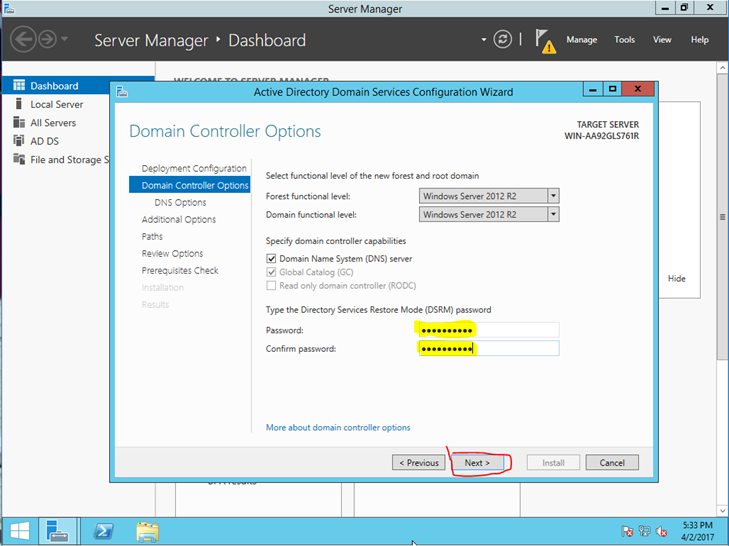 Server Manager
Server Manager • Dashboard
Manage Tools View Help
Dashboard
Local Server
All Servers
AD DS
File and Storage S
WELCOME TO SERVER MANAGER
Active Directory Domain Services Configuration Wizard
Domain Controller Options
TARGET SERVER
WIN-AA92GLS761R
Deployment Configuration
Domain Controller Options
DNS Options
Additional Options
Paths
Review Options
Prerequisites Check
Installation
Results
Select functional level of the new forest and root domain
Forest functional level: Windows Server 2012 R2
Domain functional level: Windows Server 2012 R2
Specify domain controller capabilities
Domain Name System (DNS) server
Global Catalog (GC)
Read only domain controller (RODC)
Type the Directory Services Restore Mode (DSRM) password
Password: ••••••••••
Confirm password: ••••••••••
More about domain controller options
Hide
< Previous Next > Install Cancel
BPA results
5:33 PM
4/2/2017